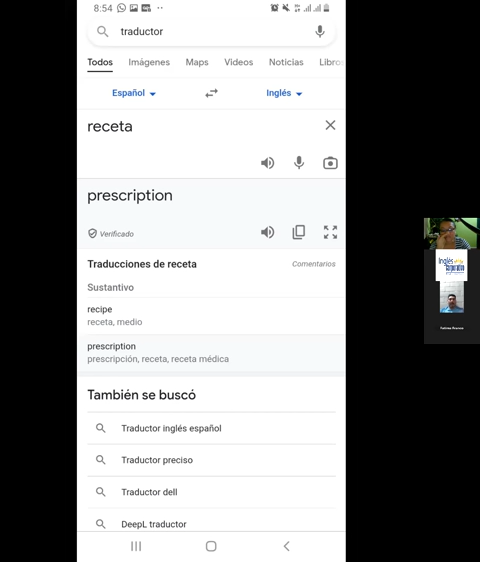 8:54
traductor
Todos Imágenes Maps Videos Noticias Libro
Español Inglés
receta
prescription
Verificado
Traducciones de receta Comentarios
Sustantivo
recipe
receta, medio
prescription
prescripción, receta, receta médica
También se buscó
Traductor inglés español
Traductor preciso
Traductor dell
DeepL traductor
Inglés
corporativo